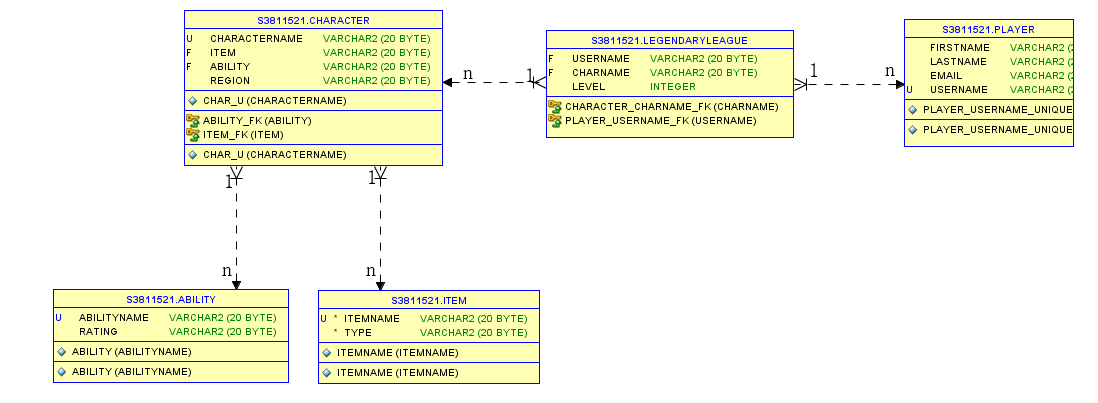 S3811521.CHARACTER
U CHARACTERNAME VARCHAR2 (20 BYTE)
F ITEM VARCHAR2 (20 BYTE)
F ABILITY VARCHAR2 (20 BYTE)
REGION VARCHAR2 (20 BYTE)
CHAR_U (CHARACTERNAME)
ABILITY_FK (ABILITY)
ITEM_FK (ITEM)
CHAR_U (CHARACTERNAME)
n 1
S3811521.LEGENDARYLEAGUE
F USERNAME VARCHAR2 (20 BYTE)
F CHARNAME VARCHAR2 (20 BYTE)
LEVEL INTEGER
CHARACTER_CHARNAME_FK (CHARNAME)
PLAYER_USERNAME_FK (USERNAME)
1 n
S3811521.PLAYER
FIRSTNAME VARCHAR2 (2
LASTNAME VARCHAR2 (2
EMAIL VARCHAR2 (2
U USERNAME VARCHAR2 (2
PLAYER_USERNAME_UNIQUE
PLAYER_USERNAME_UNIQUE
1 1
n n
S3811521.ABILITY
U ABILITYNAME VARCHAR2 (20 BYTE)
RATING VARCHAR2 (20 BYTE)
ABILITY (ABILITYNAME)
ABILITY (ABILITYNAME)
S3811521.ITEM
U * ITEMNAME VARCHAR2 (20 BYTE)
* TYPE VARCHAR2 (20 BYTE)
ITEMNAME (ITEMNAME)
ITEMNAME (ITEMNAME)